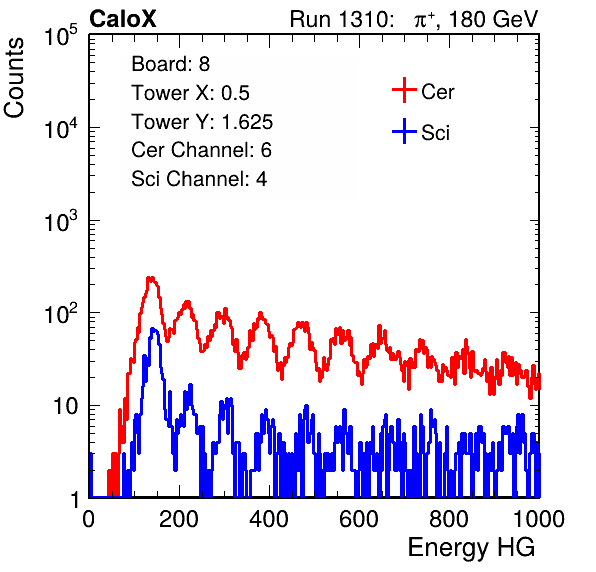 CaloX Run 1310: π⁺, 180 GeV
Counts
Board: 8
Tower X: 0.5
Tower Y: 1.625
Cer Channel: 6
Sci Channel: 4
Cer
Sci
10⁵
10⁴
10³
10²
10
1
0 200 400 600 800 1000
Energy HG